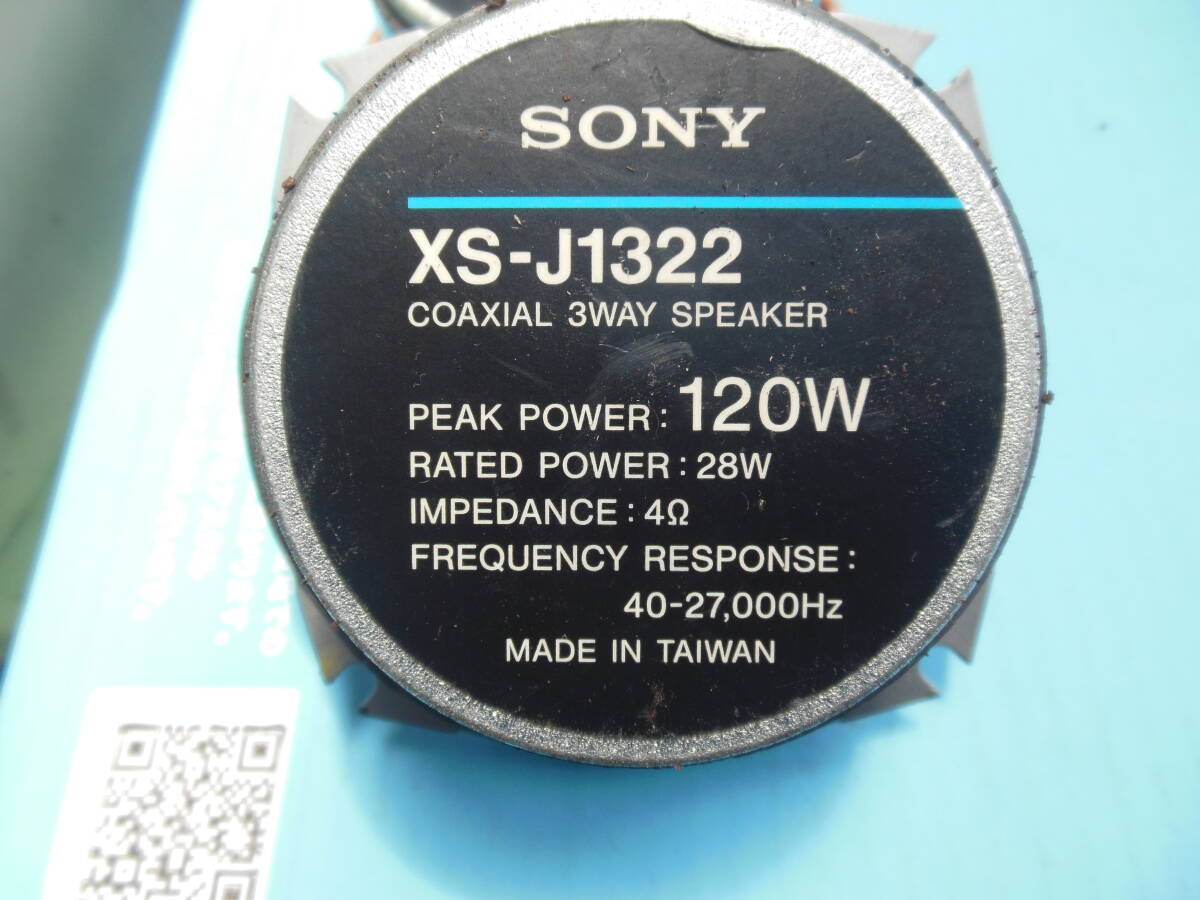 SONY
XS-J1322
COAXIAL 3WAY SPEAKER
PEAK POWER: 120W
RATED POWER: 28W
IMPEDANCE: 4Ω
FREQUENCY RESPONSE:
40-27,000Hz
MADE IN TAIWAN